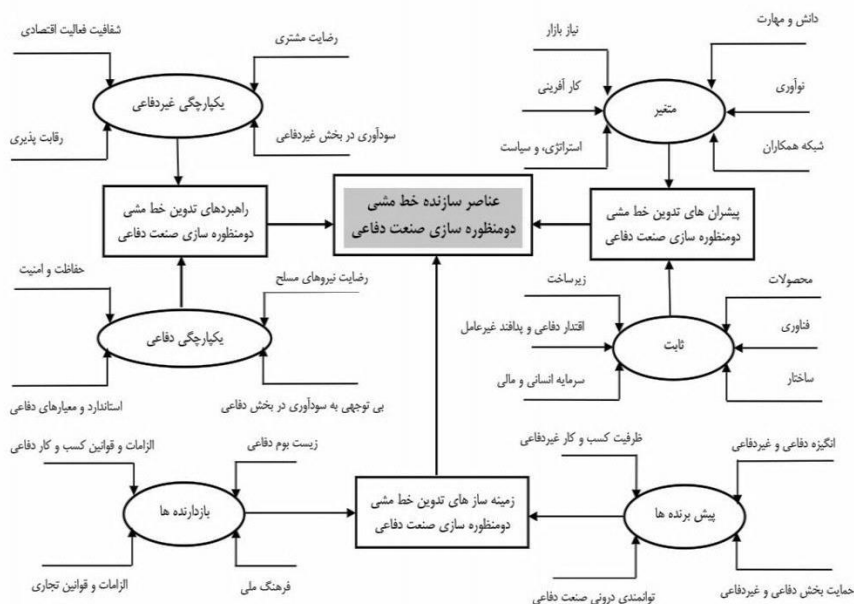 شفافیت فعالیت اقتصادی
رضایت مشتری
یکپارچگی غیردفاعی
رقابت پذیری
سودآوری در بخش غیردفاعی
نیاز بازار
دانش و مهارت
کار آفرینی
متغیر
نوآوری
استراتژی، و سیاست
شبکه همکاران
راهبردهای تدوین خط مشی
دومنظوره سازی صنعت دفاعی
عناصر سازنده خط مشی
دومنظوره سازی صنعت دفاعی
پیشران های تدوین خط مشی
دومنظوره سازی صنعت دفاعی
حفاظت و امنیت
رضایت نیروهای مسلح
یکپارچگی دفاعی
استاندارد و معیارهای دفاعی
بی توجهی به سودآوری در بخش دفاعی
زیرساخت
محصولات
اقتدار دفاعی و پدافند غیرعامل
ثابت
فناوری
سرمایه انسانی و مالی
ساختار
الزامات و قوانین کسب و کار دفاعی
زیست بوم دفاعی
بازدارنده ها
الزامات و قوانین تجاری
فرهنگ ملی
زمینه ساز های تدوین خط مشی
دومنظوره سازی صنعت دفاعی
ظرفیت کسب و کار غیردفاعی
انگیزه دفاعی و غیردفاعی
پیش برنده ها
توانمندی درونی صنعت دفاعی
حمایت بخش دفاعی و غیردفاعی